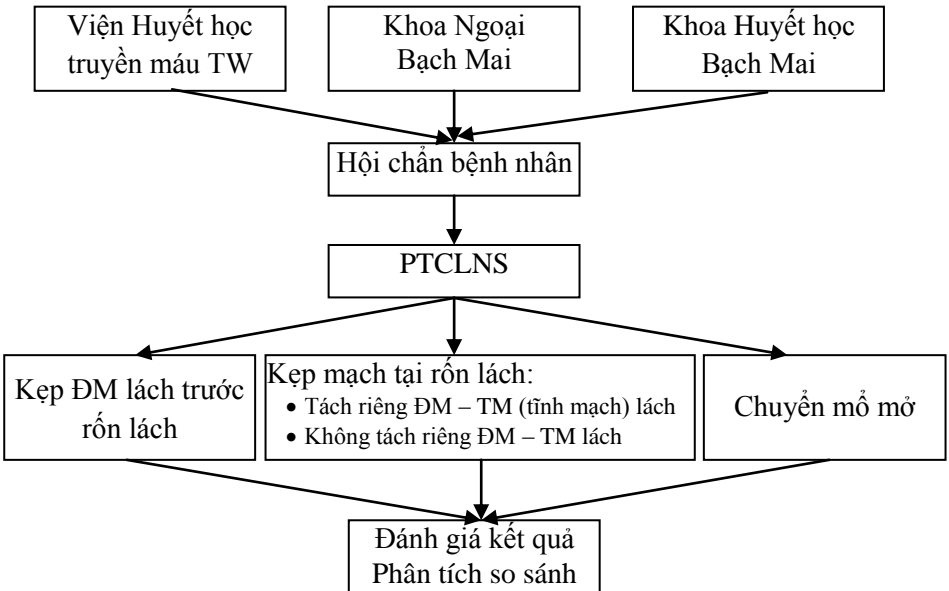 Viện Huyết học
truyền máu TW
Khoa Ngoại
Bạch Mai
Khoa Huyết học
Bạch Mai
Hội chẩn bệnh nhân
PTCLNS
Kẹp ĐM lách trước
rốn lách
Kẹp mạch tại rốn lách:
• Tách riêng ĐM – TM (tĩnh mạch) lách
• Không tách riêng ĐM – TM lách
Chuyển mổ mở
Đánh giá kết quả
Phân tích so sánh